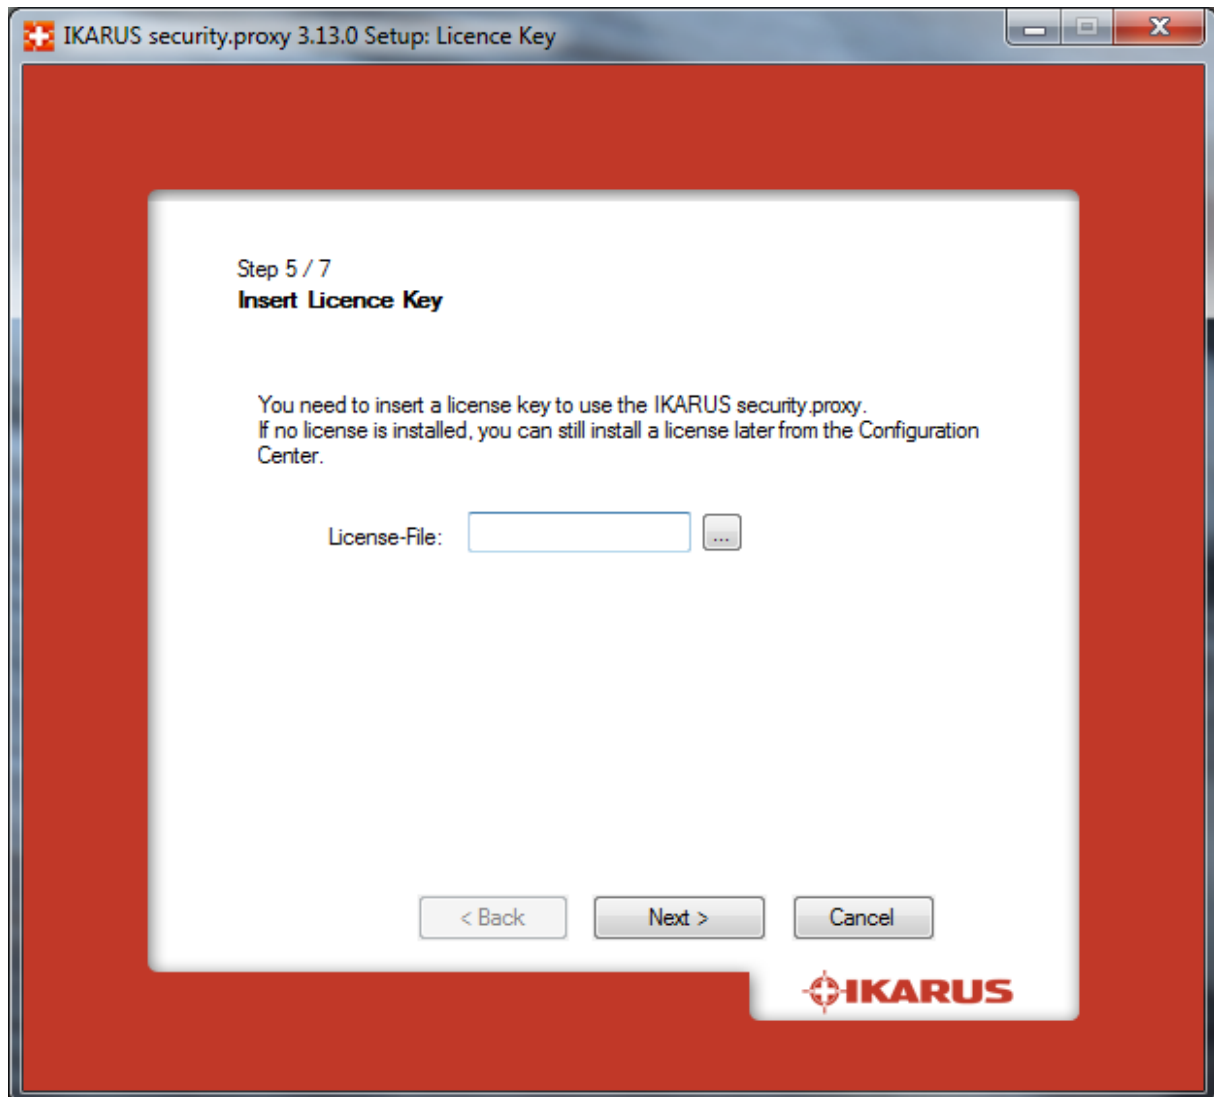 IKARUS security.proxy 3.13.0 Setup: Licence Key
Step 5 / 7
Insert Licence Key
You need to insert a license key to use the IKARUS security.proxy.
If no license is installed, you can still install a license later from the Configuration
Center.
License-File:
...
< Back
Next >
Cancel
IKARUS